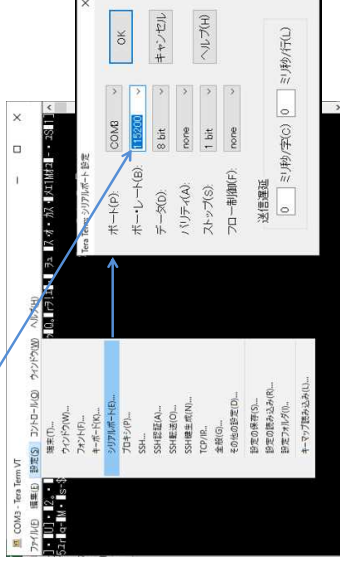 COM3 - Tera Term VT
ファイル(F) 編集(E) 設定(S) コントロール(O) ウィンドウ(W) ヘルプ(H)
端末(T)...
ウィンドウ(W)...
フォント(F)...
キーボード(K)...
シリアルポート(E)...
プロキシ(P)...
SSH...
SSH認証(A)...
SSH転送(O)...
SSH鍵生成(N)...
TCP/IP...
全般(G)...
その他の設定(D)...
設定の保存(S)...
設定の読み込み(R)...
設定フォルダ(I)...
キーマップ読み込み(L)...
Tera Term: シリアルポート 設定
ポート(P): COM3 OK
ボー・レート(B): 115200
データ(D): 8 bit キャンセル
パリティ(A): none
ストップ(S): 1 bit ヘルプ(H)
フロー制御(F): none
送信遅延
0 ミリ秒/字(C) 0 ミリ秒/行(L)